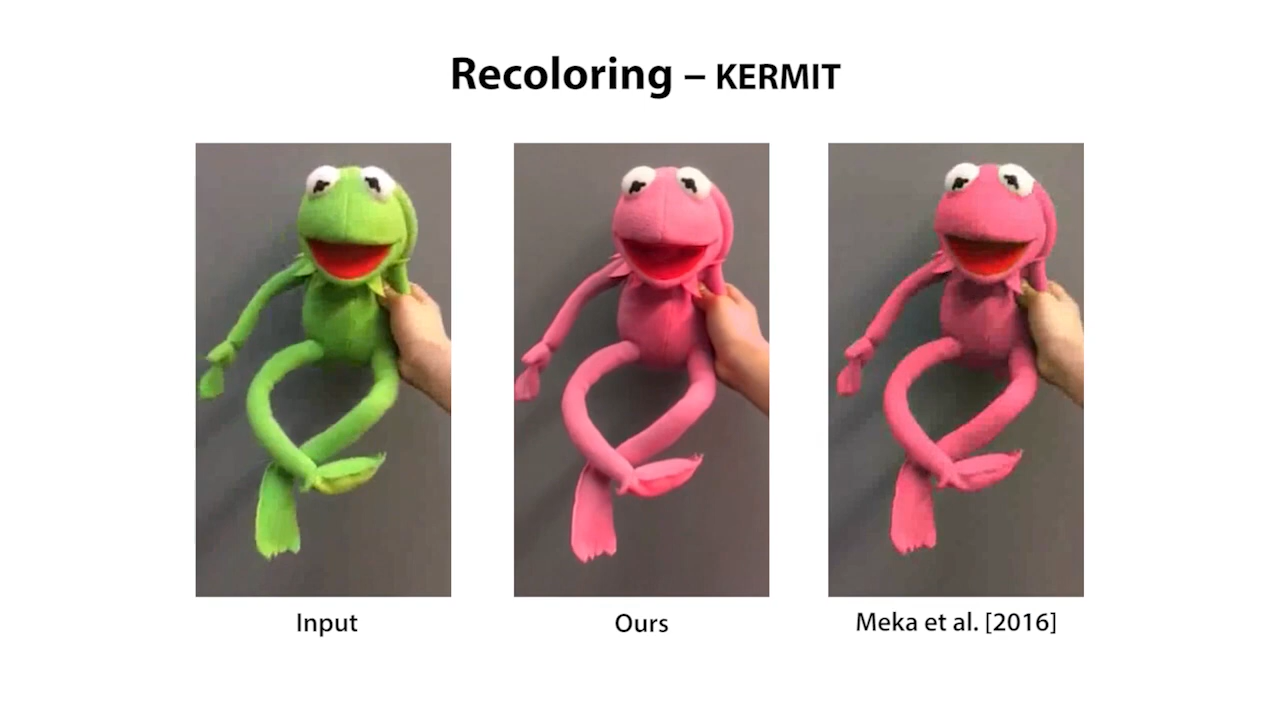 Recoloring – KERMIT
Input
Ours
Meka et al. [2016]